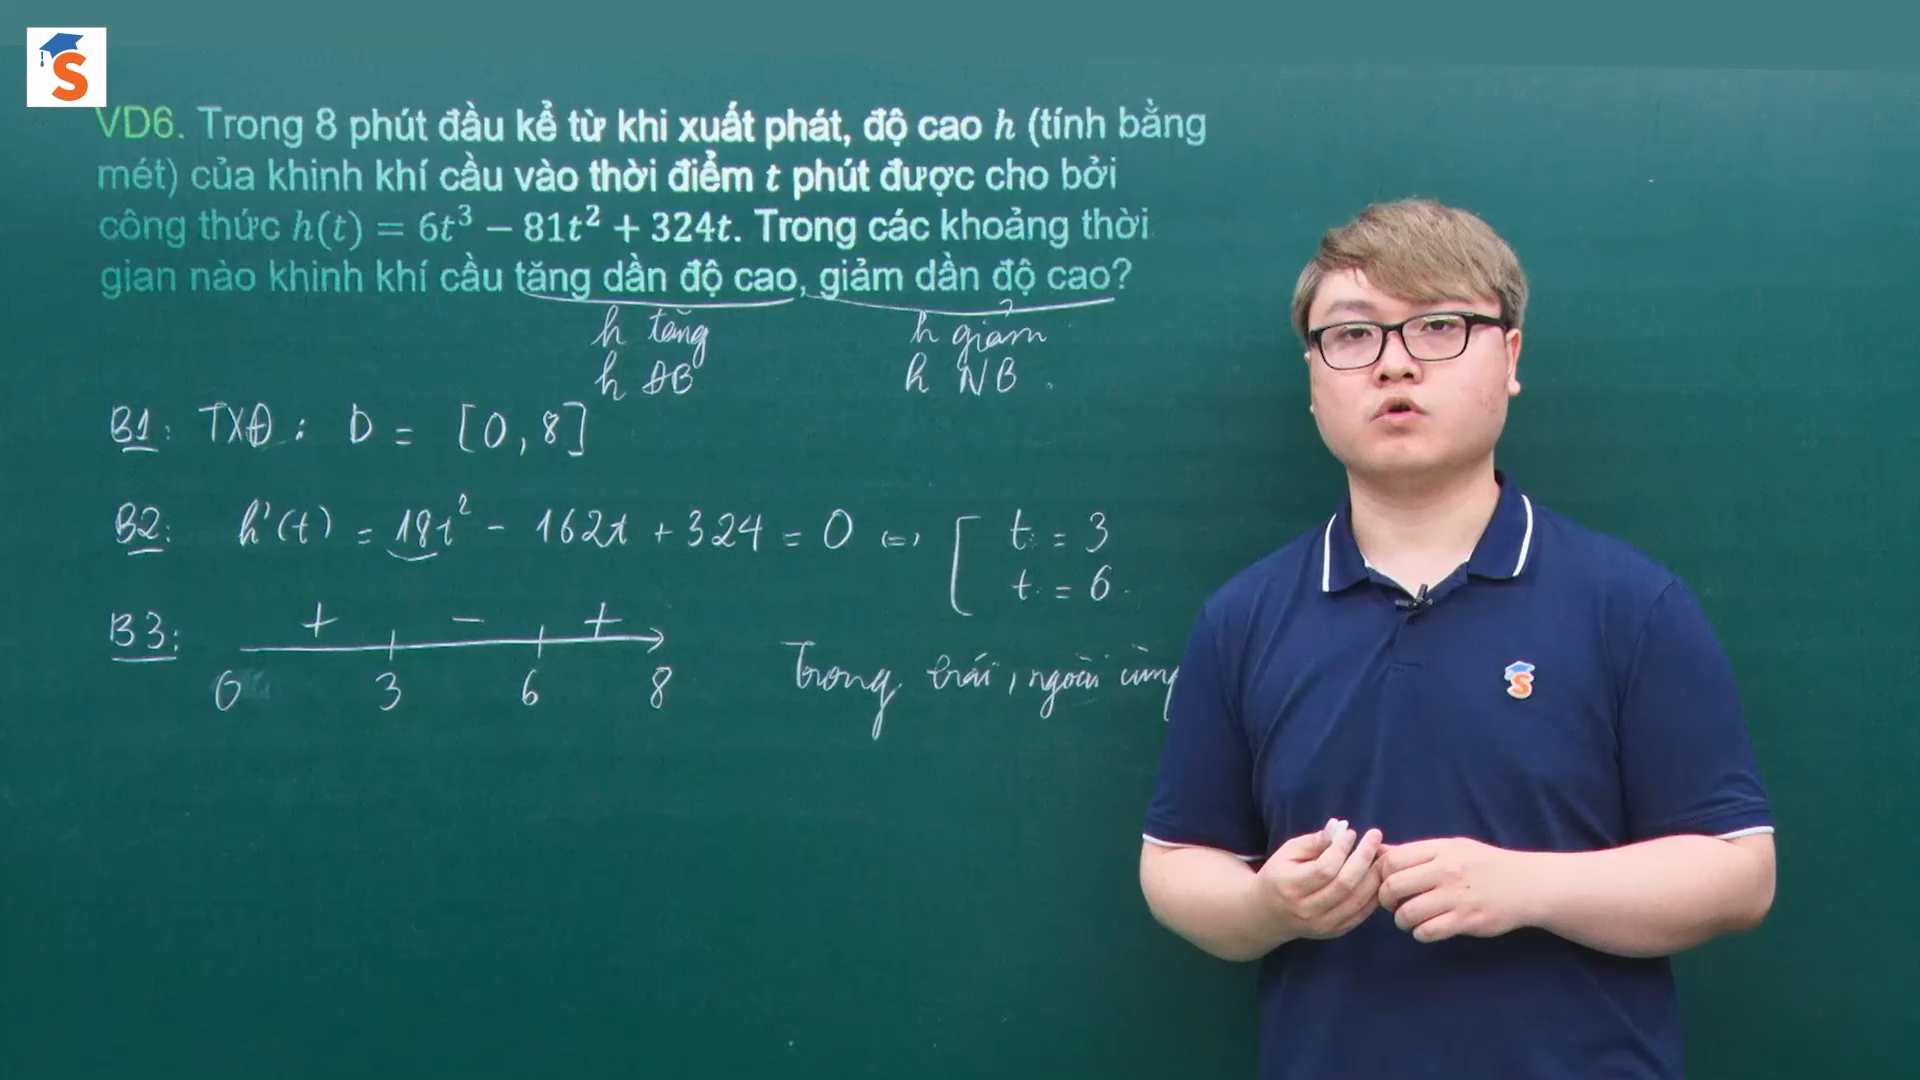 S
VD6. Trong 8 phút đầu kể từ khi xuất phát, độ cao h (tính bằng
mét) của khinh khí cầu vào thời điểm t phút được cho bởi
công thức h(t) = 6t³ − 81t² + 324t. Trong các khoảng thời
gian nào khinh khí cầu tăng dần độ cao, giảm dần độ cao?
h tăng h giảm
h ĐB h NB.
B1: TXĐ: D = [0, 8]
B2: h'(t) = 18t² - 162t + 324 = 0 ⇔ [ t = 3
t = 6.
B3: + - +
0 3 6 8
Trong trái, ngoài cùng
S